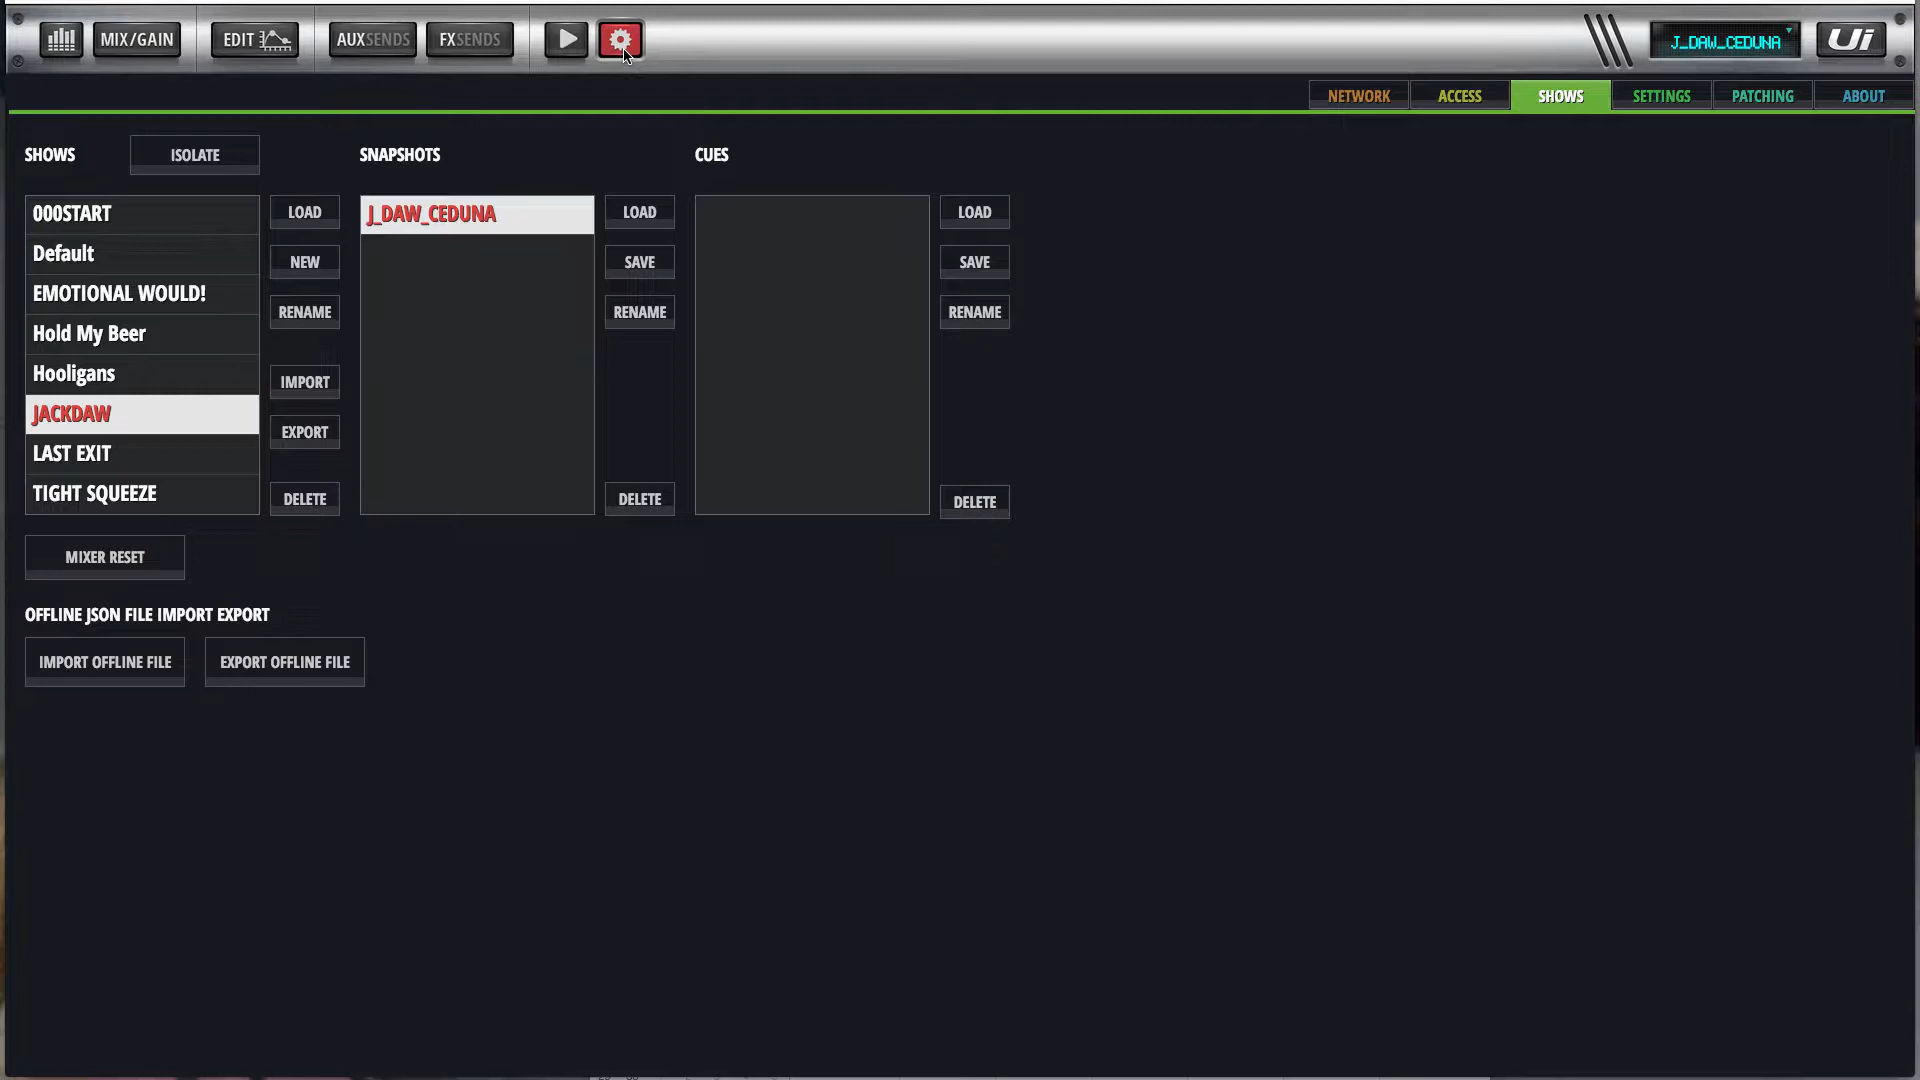 MIX/GAIN EDIT AUXSENDS FXSENDS J_DAW_CEDUNA Ui
NETWORK ACCESS SHOWS SETTINGS PATCHING ABOUT
SHOWS ISOLATE SNAPSHOTS CUES
000START LOAD J_DAW_CEDUNA LOAD LOAD
Default NEW SAVE SAVE
EMOTIONAL WOULD! RENAME RENAME RENAME
Hold My Beer
Hooligans IMPORT
JACKDAW EXPORT
LAST EXIT
TIGHT SQUEEZE DELETE DELETE DELETE
MIXER RESET
OFFLINE JSON FILE IMPORT EXPORT
IMPORT OFFLINE FILE EXPORT OFFLINE FILE